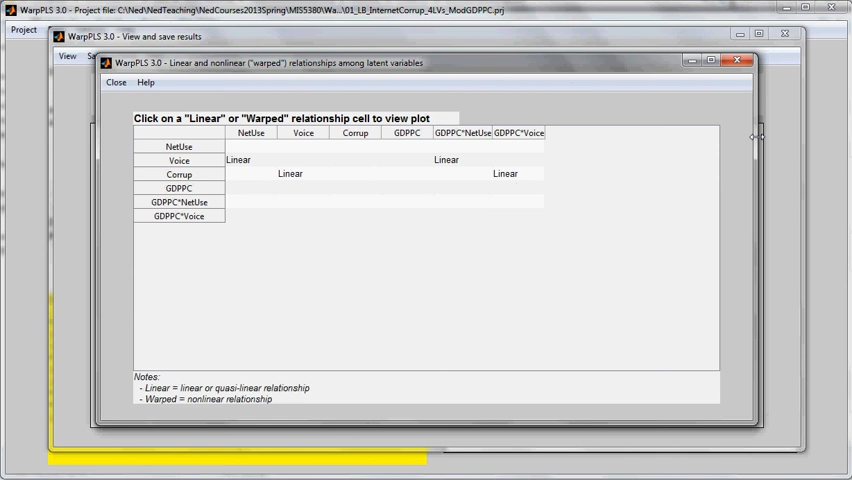 WarpPLS 3.0 - Project file: C:\Ned\NedTeaching\NedCourses2013Spring\MIS5380\Wa...\01_LB_InternetCorrup_4LVs_ModGDPPC.prj
Project
WarpPLS 3.0 - View and save results
View Sa
WarpPLS 3.0 - Linear and nonlinear ("warped") relationships among latent variables
Close Help
Click on a "Linear" or "Warped" relationship cell to view plot
NetUse Voice Corrup GDPPC GDPPC*NetUse GDPPC*Voice
NetUse
Voice Linear Linear
Corrup Linear Linear
GDPPC
GDPPC*NetUse
GDPPC*Voice
Notes:
- Linear = linear or quasi-linear relationship
- Warped = nonlinear relationship